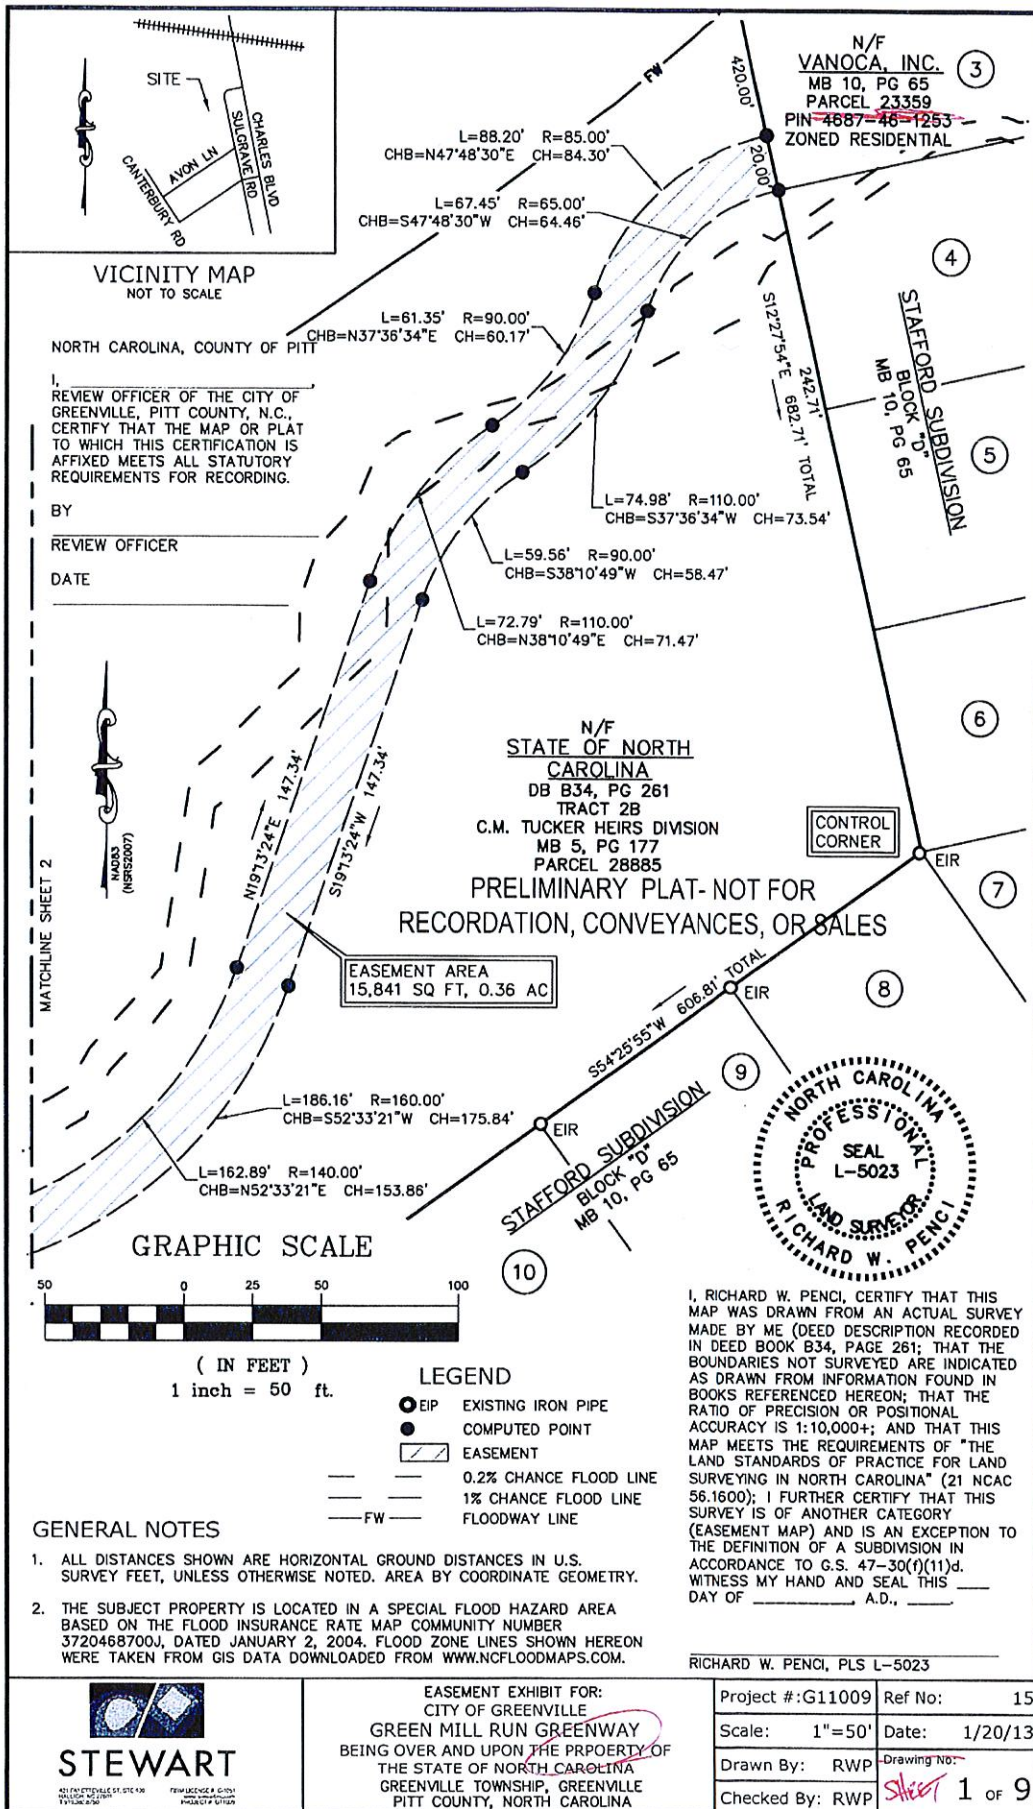 SITE
CHARLES BLVD
SULGRAVE RD
AVON LN
CANTERBURY RD
VICINITY MAP
NOT TO SCALE
FW
420.00'
20.00'
N/F
VANOCA, INC.
MB 10, PG 65
PARCEL 23359
PIN 4687-46-1253
ZONED RESIDENTIAL
3
L=88.20' R=85.00'
CHB=N47°48'30"E CH=84.30'
L=67.45' R=65.00'
CHB=S47°48'30"W CH=64.46'
L=61.35' R=90.00'
CHB=N37°36'34"E CH=60.17'
4
STAFFORD SUBDIVISION
BLOCK "D"
MB 10, PG 65
5
S12°27'54"E 682.71' TOTAL
242.71'
NORTH CAROLINA, COUNTY OF PITT
I, ____________________,
REVIEW OFFICER OF THE CITY OF
GREENVILLE, PITT COUNTY, N.C.,
CERTIFY THAT THE MAP OR PLAT
TO WHICH THIS CERTIFICATION IS
AFFIXED MEETS ALL STATUTORY
REQUIREMENTS FOR RECORDING.
BY
REVIEW OFFICER
DATE
L=74.98' R=110.00'
CHB=S37°36'34"W CH=73.54'
L=59.56' R=90.00'
CHB=S38°10'49"W CH=58.47'
L=72.79' R=110.00'
CHB=N38°10'49"E CH=71.47'
6
NAD83
(NSRS2007)
MATCHLINE SHEET 2
N19°13'24"E 147.34'
S19°13'24"W 147.34'
N/F
STATE OF NORTH
CAROLINA
DB B34, PG 261
TRACT 2B
C.M. TUCKER HEIRS DIVISION
MB 5, PG 177
PARCEL 28885
PRELIMINARY PLAT- NOT FOR
RECORDATION, CONVEYANCES, OR SALES
CONTROL
CORNER
EIR
7
EASEMENT AREA
15,841 SQ FT, 0.36 AC
S54°25'55"W 606.81' TOTAL
EIR
8
9
EIR
STAFFORD SUBDIVISION
BLOCK "D"
MB 10, PG 65
10
L=186.16' R=160.00'
CHB=S52°33'21"W CH=175.84'
L=162.89' R=140.00'
CHB=N52°33'21"E CH=153.86'
NORTH CAROLINA
PROFESSIONAL
SEAL
L-5023
LAND SURVEYOR
RICHARD W. PENCI
GRAPHIC SCALE
50 0 25 50 100
( IN FEET )
1 inch = 50 ft.
LEGEND
EIP EXISTING IRON PIPE
COMPUTED POINT
EASEMENT
0.2% CHANCE FLOOD LINE
1% CHANCE FLOOD LINE
FW FLOODWAY LINE
I, RICHARD W. PENCI, CERTIFY THAT THIS
MAP WAS DRAWN FROM AN ACTUAL SURVEY
MADE BY ME (DEED DESCRIPTION RECORDED
IN DEED BOOK B34, PAGE 261; THAT THE
BOUNDARIES NOT SURVEYED ARE INDICATED
AS DRAWN FROM INFORMATION FOUND IN
BOOKS REFERENCED HEREON; THAT THE
RATIO OF PRECISION OR POSITIONAL
ACCURACY IS 1:10,000+; AND THAT THIS
MAP MEETS THE REQUIREMENTS OF "THE
LAND STANDARDS OF PRACTICE FOR LAND
SURVEYING IN NORTH CAROLINA" (21 NCAC
56.1600); I FURTHER CERTIFY THAT THIS
SURVEY IS OF ANOTHER CATEGORY
(EASEMENT MAP) AND IS AN EXCEPTION TO
THE DEFINITION OF A SUBDIVISION IN
ACCORDANCE TO G.S. 47-30(f)(11)d.
WITNESS MY HAND AND SEAL THIS ____
DAY OF ____________, A.D., _____.
RICHARD W. PENCI, PLS L-5023
GENERAL NOTES
1. ALL DISTANCES SHOWN ARE HORIZONTAL GROUND DISTANCES IN U.S.
SURVEY FEET, UNLESS OTHERWISE NOTED. AREA BY COORDINATE GEOMETRY.
2. THE SUBJECT PROPERTY IS LOCATED IN A SPECIAL FLOOD HAZARD AREA
BASED ON THE FLOOD INSURANCE RATE MAP COMMUNITY NUMBER
3720468700J, DATED JANUARY 2, 2004. FLOOD ZONE LINES SHOWN HEREON
WERE TAKEN FROM GIS DATA DOWNLOADED FROM WWW.NCFLOODMAPS.COM.
STEWART
EASEMENT EXHIBIT FOR:
CITY OF GREENVILLE
GREEN MILL RUN GREENWAY
BEING OVER AND UPON THE PRPOERTY OF
THE STATE OF NORTH CAROLINA
GREENVILLE TOWNSHIP, GREENVILLE
PITT COUNTY, NORTH CAROLINA
Project #:G11009 Ref No: 15
Scale: 1"=50' Date: 1/20/13
Drawn By: RWP Drawing No:
Checked By: RWP SHEET 1 OF 9